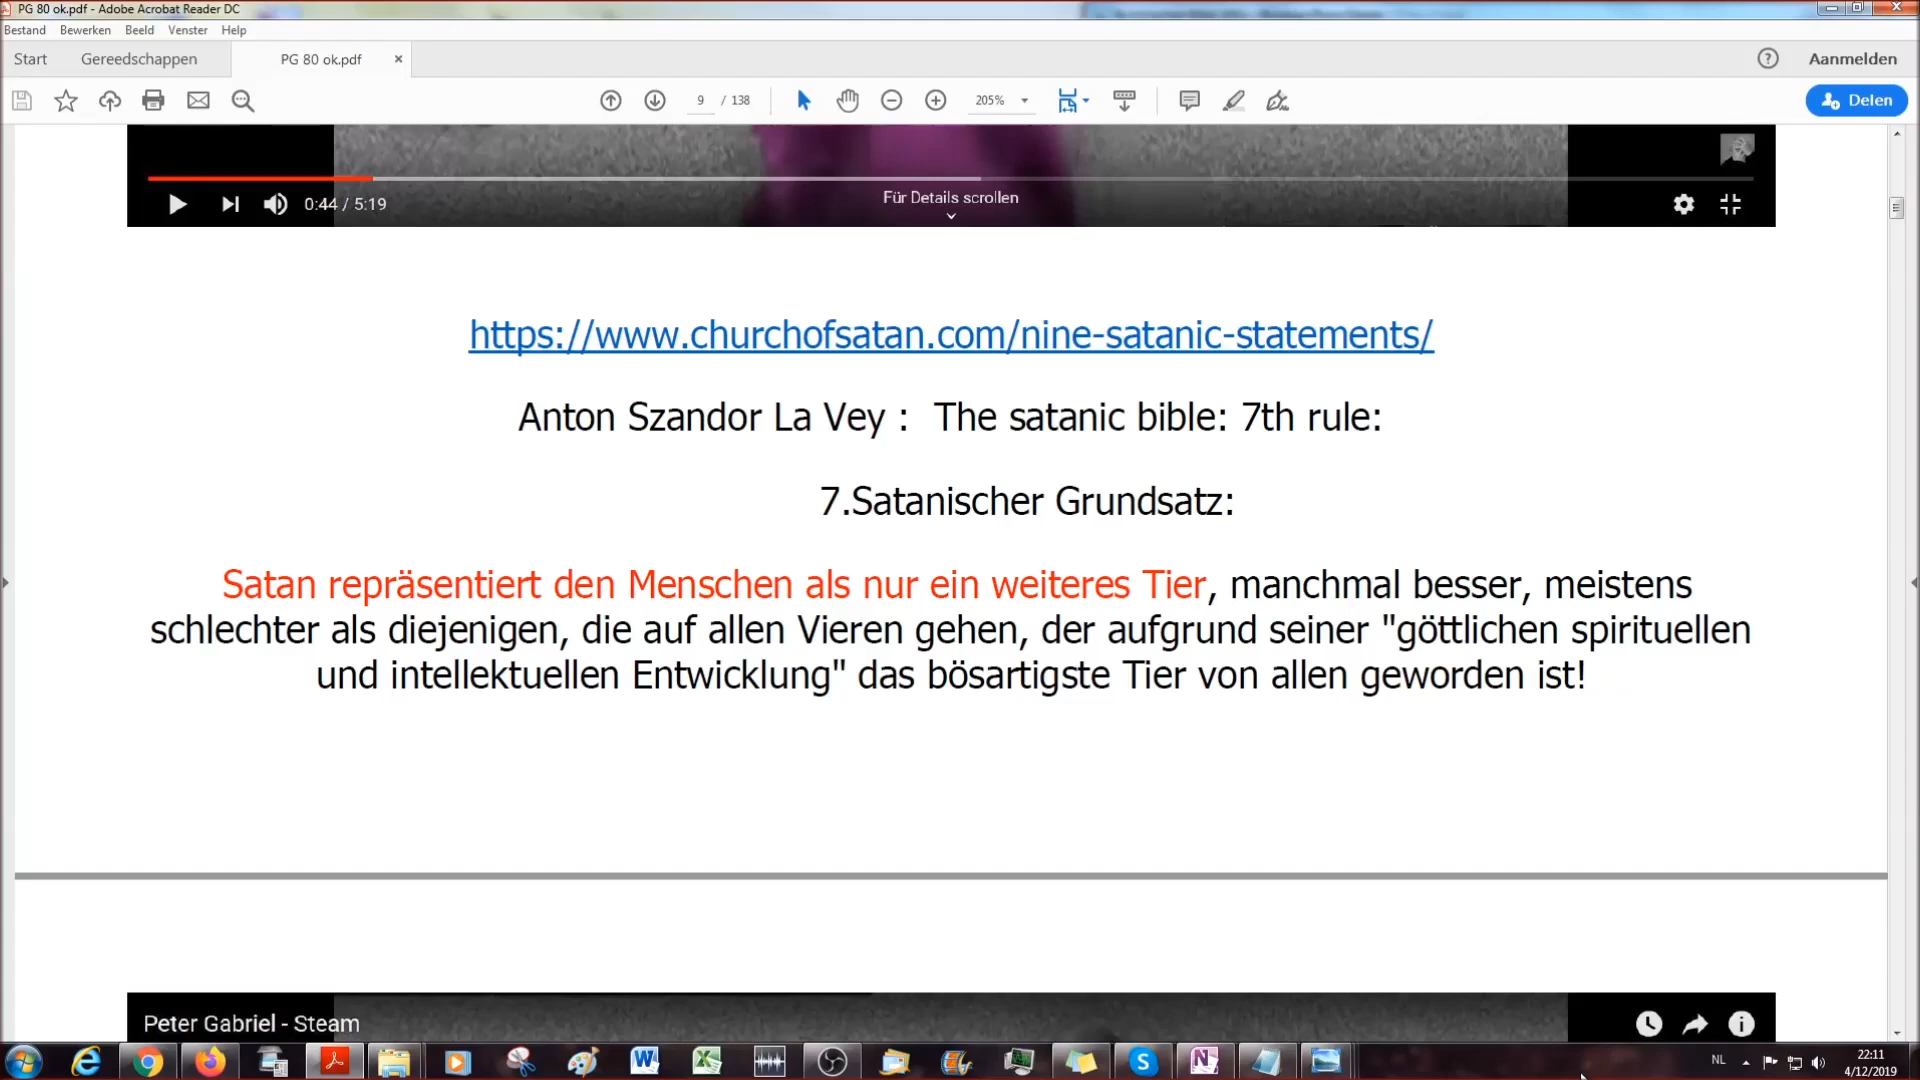 PG 80 ok.pdf - Adobe Acrobat Reader DC
Bestand Bewerken Beeld Venster Help
Start Gereedschappen PG 80 ok.pdf × ? Aanmelden
9 / 138 205% Delen
0:44 / 5:19 Für Details scrollen
https://www.churchofsatan.com/nine-satanic-statements/
Anton Szandor La Vey : The satanic bible: 7th rule:
7.Satanischer Grundsatz:
Satan repräsentiert den Menschen als nur ein weiteres Tier, manchmal besser, meistens
schlechter als diejenigen, die auf allen Vieren gehen, der aufgrund seiner "göttlichen spirituellen
und intellektuellen Entwicklung" das bösartigste Tier von allen geworden ist!
Peter Gabriel - Steam
NL 22:11
4/12/2019